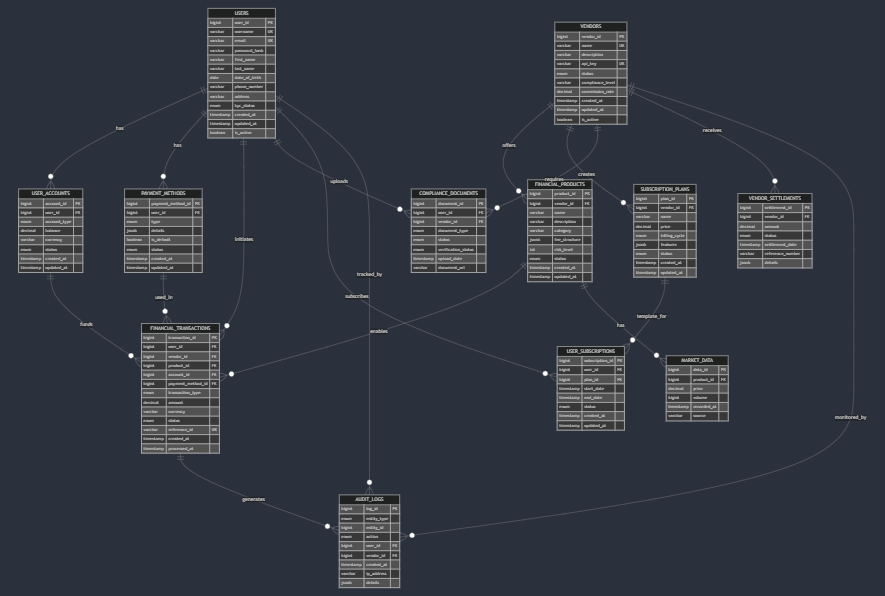 USERS
bigint user_id PK
varchar username UK
varchar email UK
varchar password_hash
varchar first_name
varchar last_name
date date_of_birth
varchar phone_number
varchar address
enum kyc_status
timestamp created_at
timestamp updated_at
boolean is_active
VENDORS
bigint vendor_id PK
varchar name UK
varchar description
varchar api_key UK
enum status
varchar compliance_level
decimal commission_rate
timestamp created_at
timestamp updated_at
boolean is_active
has
has
uploads
offers
requires
creates
receives
USER_ACCOUNTS
bigint account_id PK
bigint user_id FK
enum account_type
decimal balance
varchar currency
enum status
timestamp created_at
timestamp updated_at
PAYMENT_METHODS
bigint payment_method_id PK
bigint user_id FK
enum type
jsonb details
boolean is_default
enum status
timestamp created_at
timestamp updated_at
COMPLIANCE_DOCUMENTS
bigint document_id PK
bigint user_id FK
bigint vendor_id FK
enum document_type
enum status
enum verification_status
timestamp upload_date
varchar document_url
FINANCIAL_PRODUCTS
bigint product_id PK
bigint vendor_id FK
varchar name
varchar description
varchar category
jsonb fee_structure
int risk_level
enum status
timestamp created_at
timestamp updated_at
SUBSCRIPTION_PLANS
bigint plan_id PK
bigint vendor_id FK
varchar name
decimal price
enum billing_cycle
jsonb features
enum status
timestamp created_at
timestamp updated_at
VENDOR_SETTLEMENTS
bigint settlement_id PK
bigint vendor_id FK
decimal amount
enum status
timestamp settlement_date
varchar reference_number
jsonb details
initiates
tracked_by
subscribes
used_in
funds
enables
has
template_for
monitored_by
FINANCIAL_TRANSACTIONS
bigint transaction_id PK
bigint user_id FK
bigint vendor_id FK
bigint product_id FK
bigint account_id FK
bigint payment_method_id FK
enum transaction_type
decimal amount
varchar currency
enum status
varchar reference_id UK
timestamp created_at
timestamp processed_at
USER_SUBSCRIPTIONS
bigint subscription_id PK
bigint user_id FK
bigint plan_id FK
timestamp start_date
timestamp end_date
enum status
timestamp created_at
timestamp updated_at
MARKET_DATA
bigint data_id PK
bigint product_id FK
decimal price
bigint volume
timestamp recorded_at
varchar source
generates
AUDIT_LOGS
bigint log_id PK
enum entity_type
bigint entity_id
enum action
bigint user_id FK
bigint vendor_id FK
timestamp created_at
varchar ip_address
jsonb details